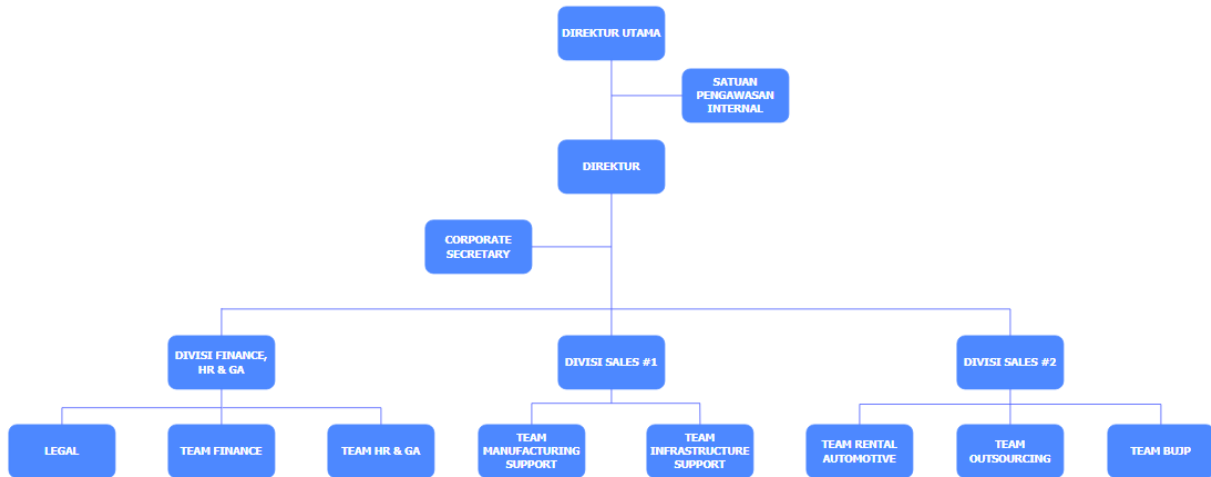 DIREKTUR UTAMA
SATUAN
PENGAWASAN
INTERNAL
DIREKTUR
CORPORATE
SECRETARY
DIVISI FINANCE,
HR & GA
DIVISI SALES #1
DIVISI SALES #2
LEGAL
TEAM FINANCE
TEAM HR & GA
TEAM
MANUFACTURING
SUPPORT
TEAM
INFRASTRUCTURE
SUPPORT
TEAM RENTAL
AUTOMOTIVE
TEAM
OUTSOURCING
TEAM BUJP